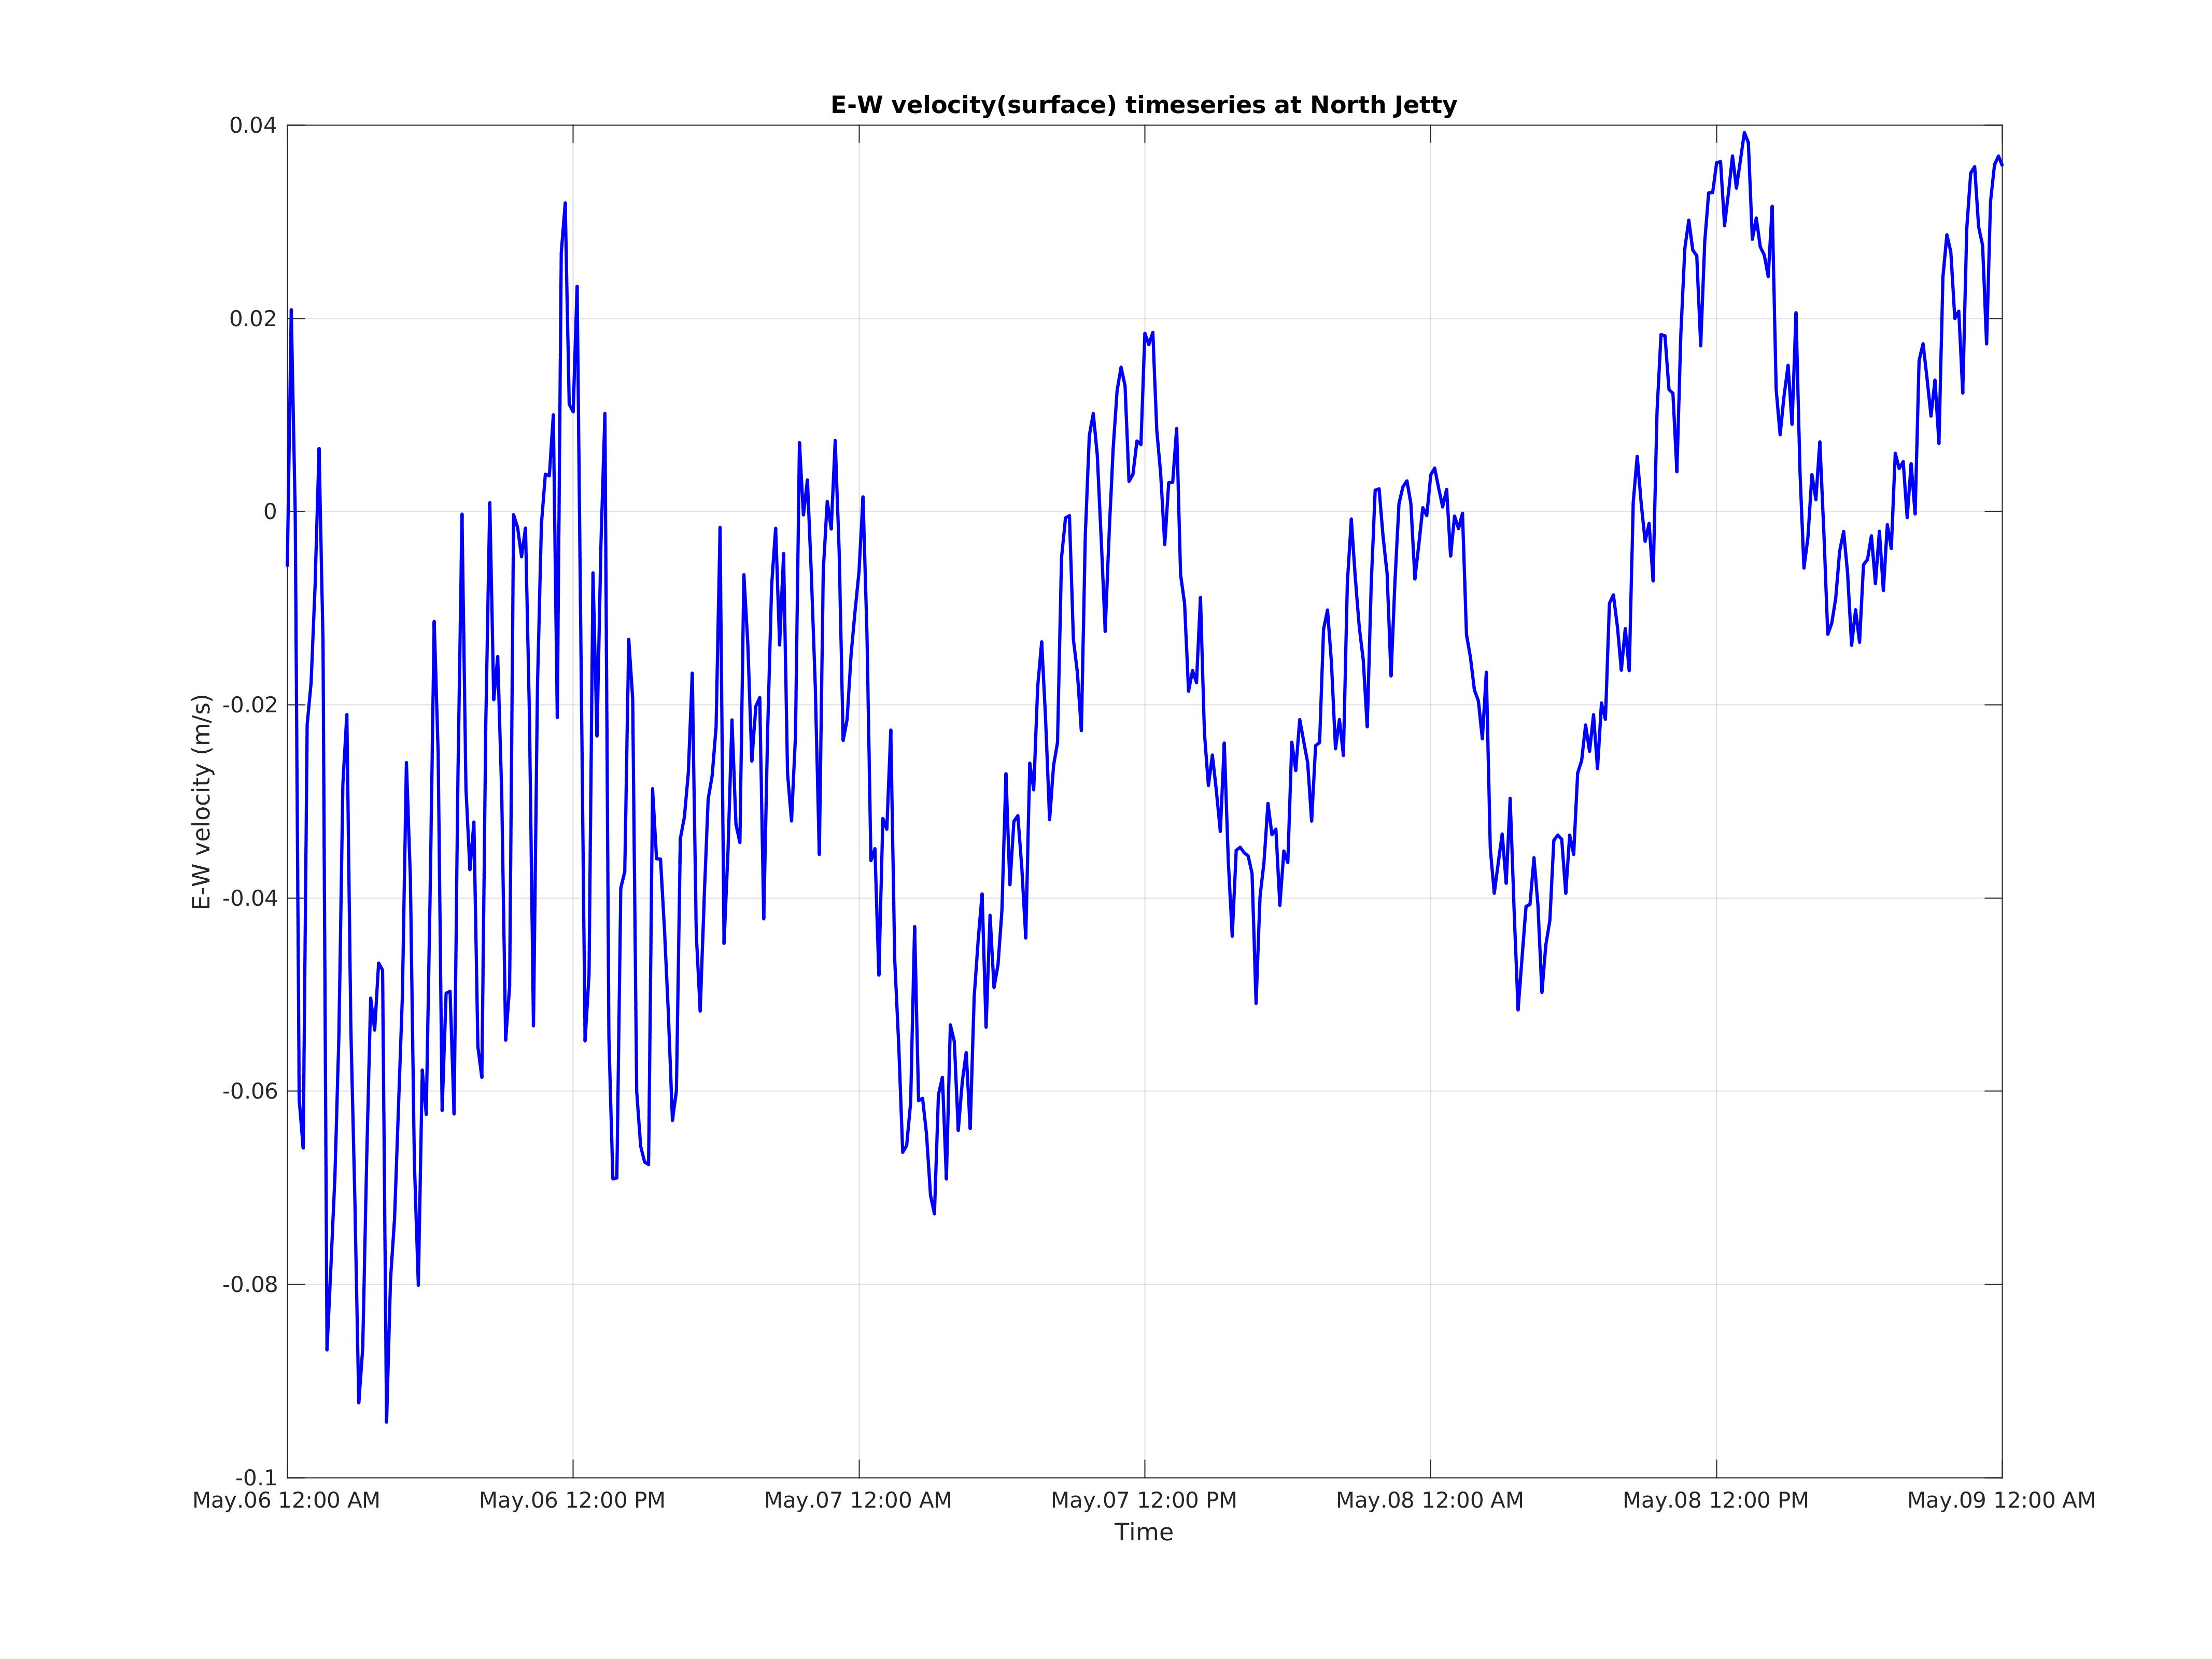 E-W velocity(surface) timeseries at North Jetty
0.04
0.02
0
-0.02
-0.04
-0.06
-0.08
-0.1
E-W velocity (m/s)
May.06 12:00 AM May.06 12:00 PM May.07 12:00 AM May.07 12:00 PM May.08 12:00 AM May.08 12:00 PM May.09 12:00 AM
Time